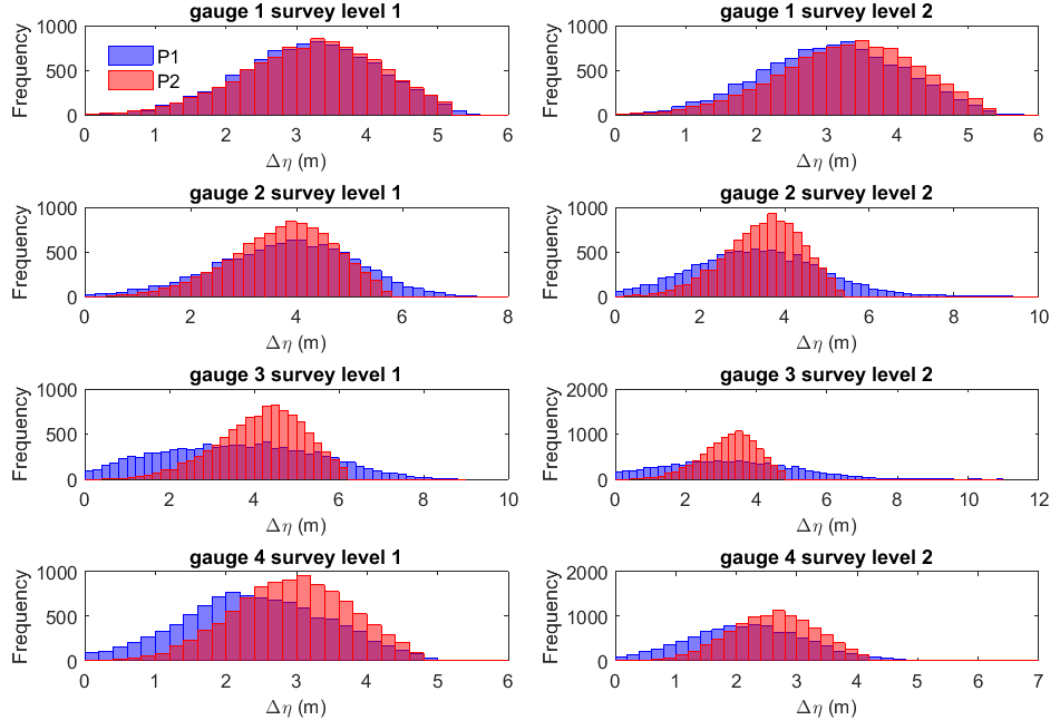 gauge 1 survey level 1
1000
500
0
Frequency
P1
P2
0 1 2 3 4 5 6
Δη (m)
gauge 1 survey level 2
1000
500
0
Frequency
0 1 2 3 4 5 6
Δη (m)
gauge 2 survey level 1
1000
500
0
Frequency
0 2 4 6 8
Δη (m)
gauge 2 survey level 2
1000
500
0
Frequency
0 2 4 6 8 10
Δη (m)
gauge 3 survey level 1
1000
500
0
Frequency
0 2 4 6 8 10
Δη (m)
gauge 3 survey level 2
2000
1000
0
Frequency
0 2 4 6 8 10 12
Δη (m)
gauge 4 survey level 1
1000
500
0
Frequency
0 1 2 3 4 5 6
Δη (m)
gauge 4 survey level 2
2000
1000
0
Frequency
0 1 2 3 4 5 6 7
Δη (m)